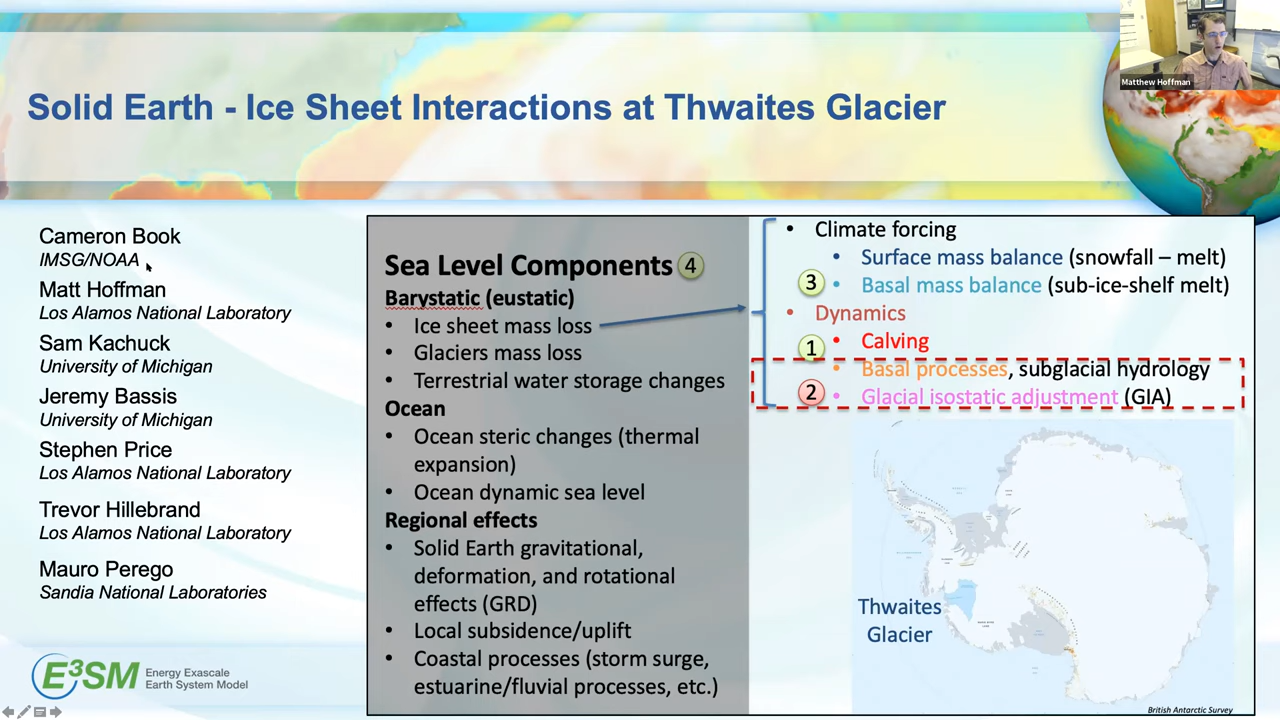 Matthew Hoffman
Solid Earth - Ice Sheet Interactions at Thwaites Glacier
Cameron Book
IMSG/NOAA
Matt Hoffman
Los Alamos National Laboratory
Sam Kachuck
University of Michigan
Jeremy Bassis
University of Michigan
Stephen Price
Los Alamos National Laboratory
Trevor Hillebrand
Los Alamos National Laboratory
Mauro Perego
Sandia National Laboratories
E³SM
Energy Exascale
Earth System Model
Sea Level Components 4
Barystatic (eustatic)
• Ice sheet mass loss
• Glaciers mass loss
• Terrestrial water storage changes
Ocean
• Ocean steric changes (thermal
expansion)
• Ocean dynamic sea level
Regional effects
• Solid Earth gravitational,
deformation, and rotational
effects (GRD)
• Local subsidence/uplift
• Coastal processes (storm surge,
estuarine/fluvial processes, etc.)
• Climate forcing
• Surface mass balance (snowfall – melt)
3 • Basal mass balance (sub-ice-shelf melt)
• Dynamics
1 • Calving
• Basal processes, subglacial hydrology
2 • Glacial isostatic adjustment (GIA)
Thwaites
Glacier
British Antarctic Survey